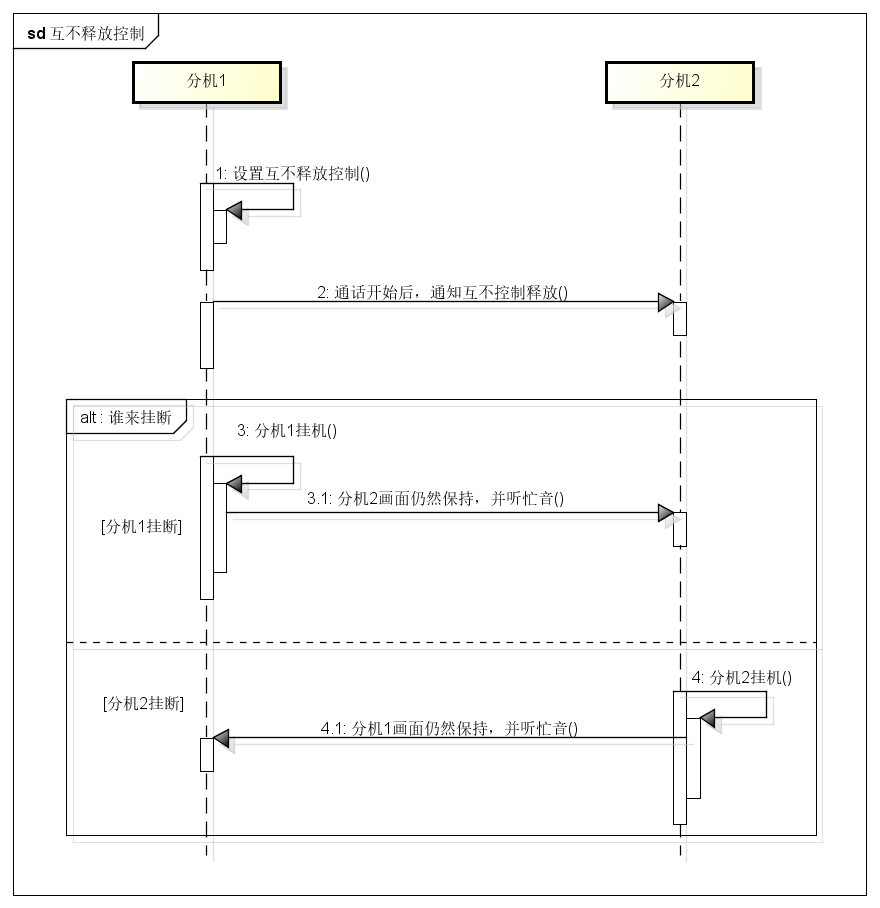 sd 互不释放控制
分机1
分机2
1: 设置互不释放控制()
2: 通话开始后，通知互不控制释放()
alt : 谁来挂断
3: 分机1挂机()
3.1: 分机2画面仍然保持，并听忙音()
[分机1挂断]
4: 分机2挂机()
[分机2挂断]
4.1: 分机1画面仍然保持，并听忙音()